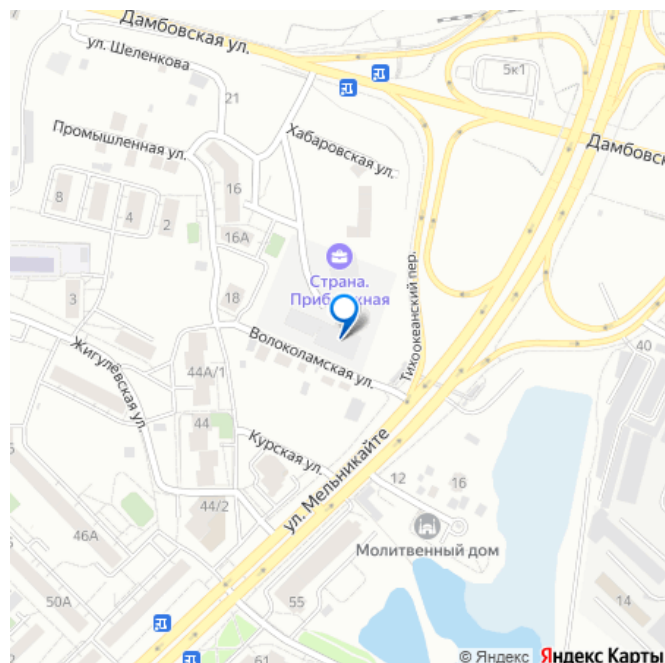 Дамбовская ул.
ул. Шеленкова
5к1
21
Промышленная ул.
Хабаровская ул.
Дамбовск
16
8
4
2
16А
Тихоокеанский пер.
Страна.
3
18
Волоколамская ул.
40
Жигулёвская ул.
44А/1
44
Курская ул.
ул. Мельникайте
12
16
44/2
46А
Молитвенный дом
50А
55
14
61
© Яндекс Яндекс Карты